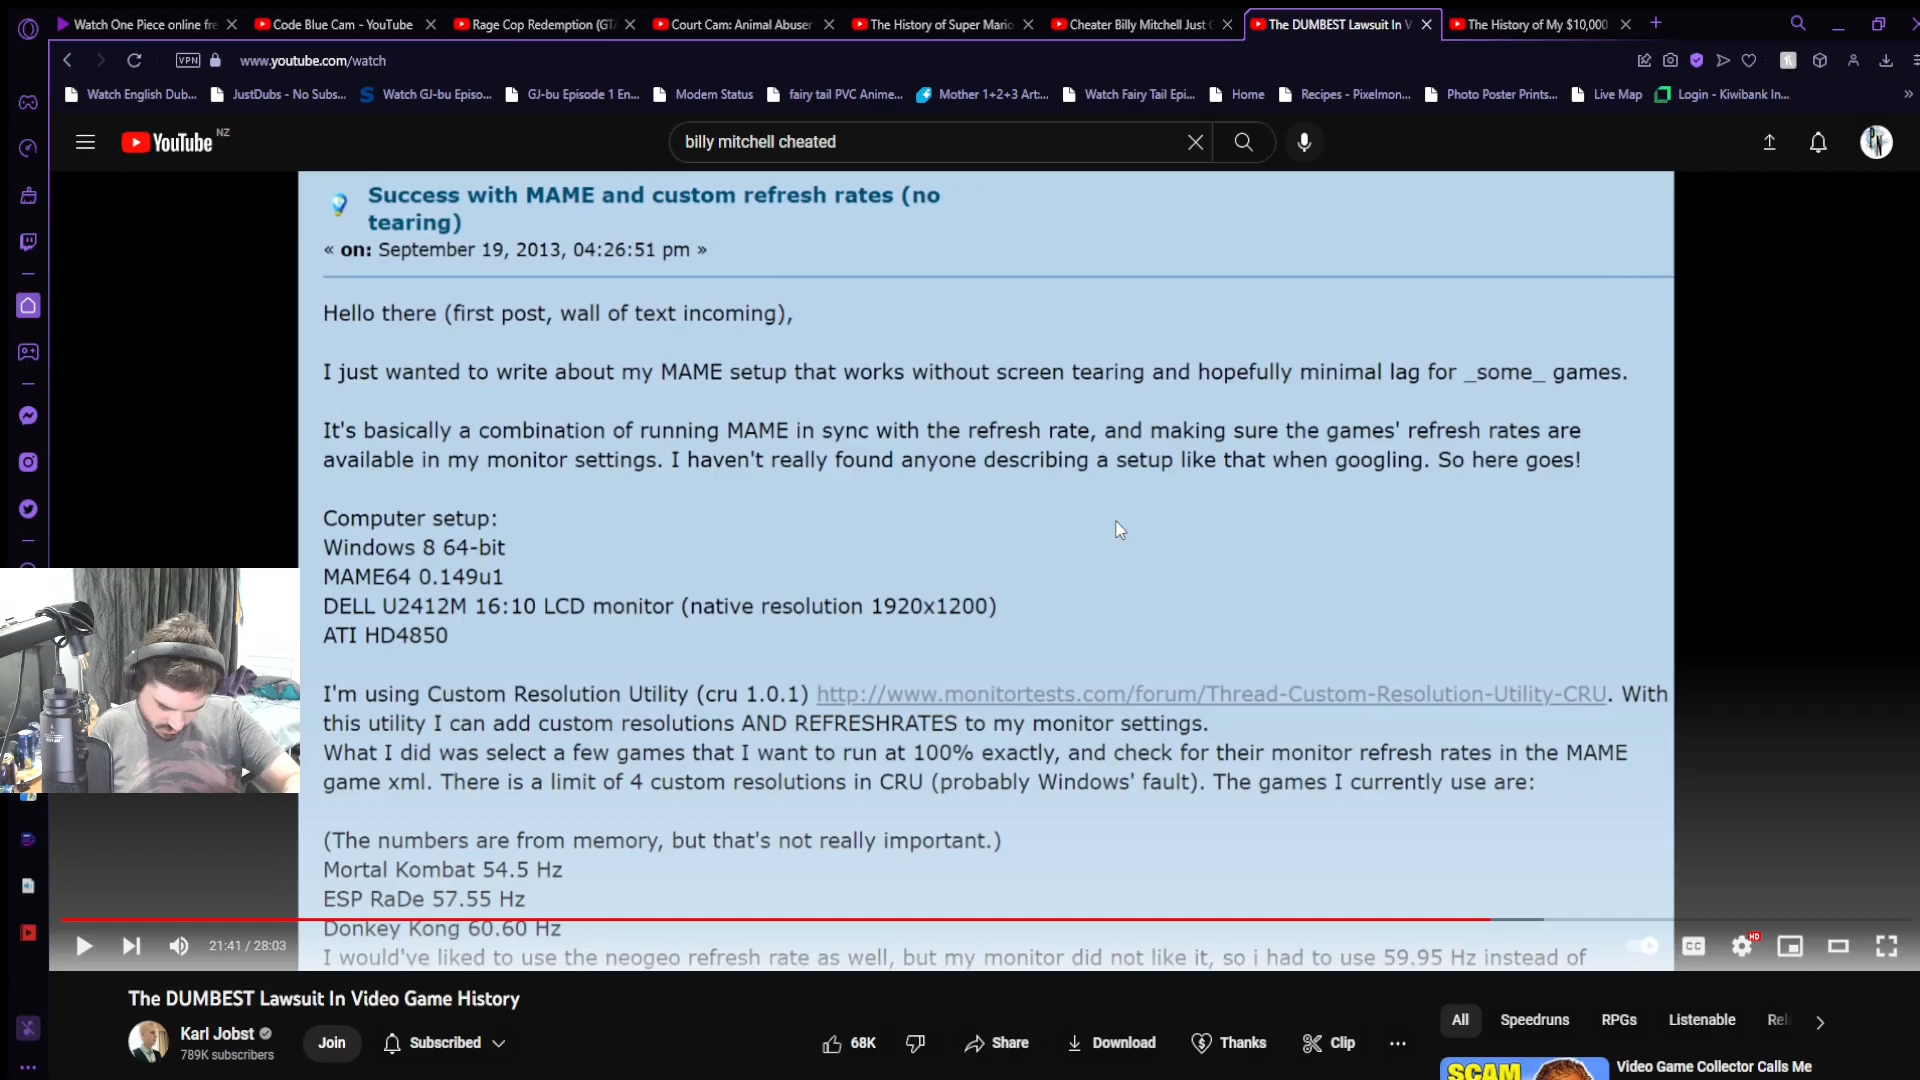 Watch One Piece online fre
Code Blue Cam - YouTube
Rage Cop Redemption (GTA
Court Cam: Animal Abuser
The History of Super Mario
Cheater Billy Mitchell Just C
The DUMBEST Lawsuit In V
The History of My $10,000
VPN
www.youtube.com/watch
Watch English Dub...
JustDubs - No Subs...
Watch GJ-bu Episo...
GJ-bu Episode 1 En...
Modem Status
fairy tail PVC Anime...
Mother 1+2+3 Art:...
Watch Fairy Tail Epi...
Home
Recipes - Pixelmon...
Photo Poster Prints...
Live Map
Login - Kiwibank In...
YouTube NZ
billy mitchell cheated
Success with MAME and custom refresh rates (no
tearing)
« on: September 19, 2013, 04:26:51 pm »
Hello there (first post, wall of text incoming),
I just wanted to write about my MAME setup that works without screen tearing and hopefully minimal lag for _some_ games.
It's basically a combination of running MAME in sync with the refresh rate, and making sure the games' refresh rates are
available in my monitor settings. I haven't really found anyone describing a setup like that when googling. So here goes!
Computer setup:
Windows 8 64-bit
MAME64 0.149u1
DELL U2412M 16:10 LCD monitor (native resolution 1920x1200)
ATI HD4850
I'm using Custom Resolution Utility (cru 1.0.1) http://www.monitortests.com/forum/Thread-Custom-Resolution-Utility-CRU. With
this utility I can add custom resolutions AND REFRESHRATES to my monitor settings.
What I did was select a few games that I want to run at 100% exactly, and check for their monitor refresh rates in the MAME
game xml. There is a limit of 4 custom resolutions in CRU (probably Windows' fault). The games I currently use are:
(The numbers are from memory, but that's not really important.)
Mortal Kombat 54.5 Hz
ESP RaDe 57.55 Hz
Donkey Kong 60.60 Hz
I would've liked to use the neogeo refresh rate as well, but my monitor did not like it, so i had to use 59.95 Hz instead of
21:41 / 28:03
CC
HD
The DUMBEST Lawsuit In Video Game History
Karl Jobst
789K subscribers
Join
Subscribed
68K
Share
Download
Thanks
Clip
All
Speedruns
RPGs
Listenable
Rel
SCAM
Video Game Collector Calls Me